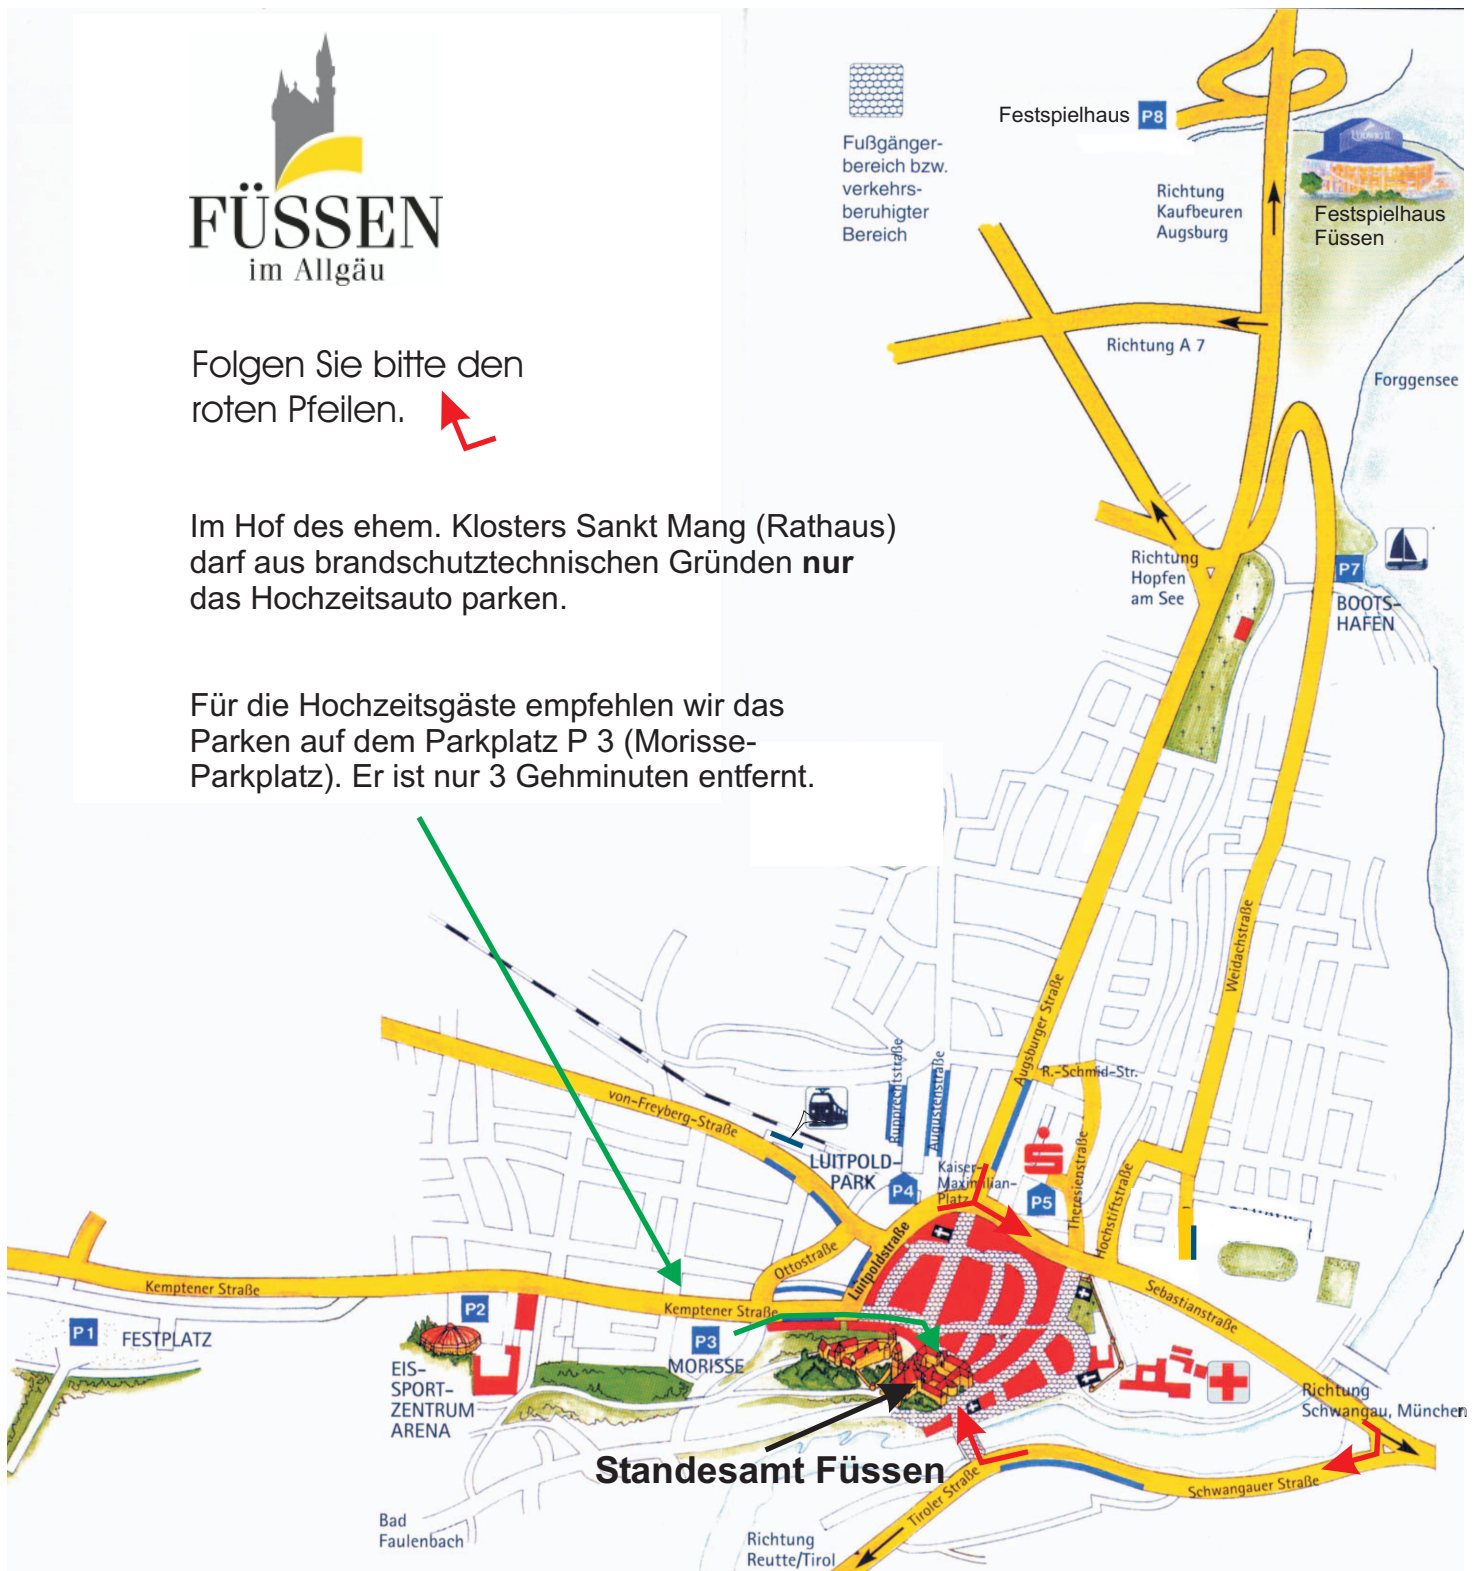 FÜSSEN
im Allgäu
Folgen Sie bitte den
roten Pfeilen.
Im Hof des ehem. Klosters Sankt Mang (Rathaus)
darf aus brandschutztechnischen Gründen nur
das Hochzeitsauto parken.
Für die Hochzeitsgäste empfehlen wir das
Parken auf dem Parkplatz P 3 (Morisse-
Parkplatz). Er ist nur 3 Gehminuten entfernt.
Fußgänger-
bereich bzw.
verkehrs-
beruhigter
Bereich
Festspielhaus P8
Richtung
Kaufbeuren
Augsburg
LUDWIG II.
Festspielhaus
Füssen
Richtung A 7
Forggensee
Richtung
Hopfen
am See
P7
BOOTS-
HAFEN
Weidachstraße
Augsburger Straße
R.-Schmid-Str.
Rupprechtstraße
Augustenstraße
von-Freyberg-Straße
LUITPOLD-
PARK
P4
Kaiser-
Maximilian-
Platz
P5
Theresienstraße
Hochstiftstraße
Ottostraße
Luitpoldstraße
Sebastianstraße
Kemptener Straße
Kemptener Straße
P1
FESTPLATZ
P2
EIS-
SPORT-
ZENTRUM
ARENA
P3
MORISSE
Richtung
Schwangau, München
Standesamt Füssen
Schwangauer Straße
Tiroler Straße
Bad
Faulenbach
Richtung
Reutte/Tirol